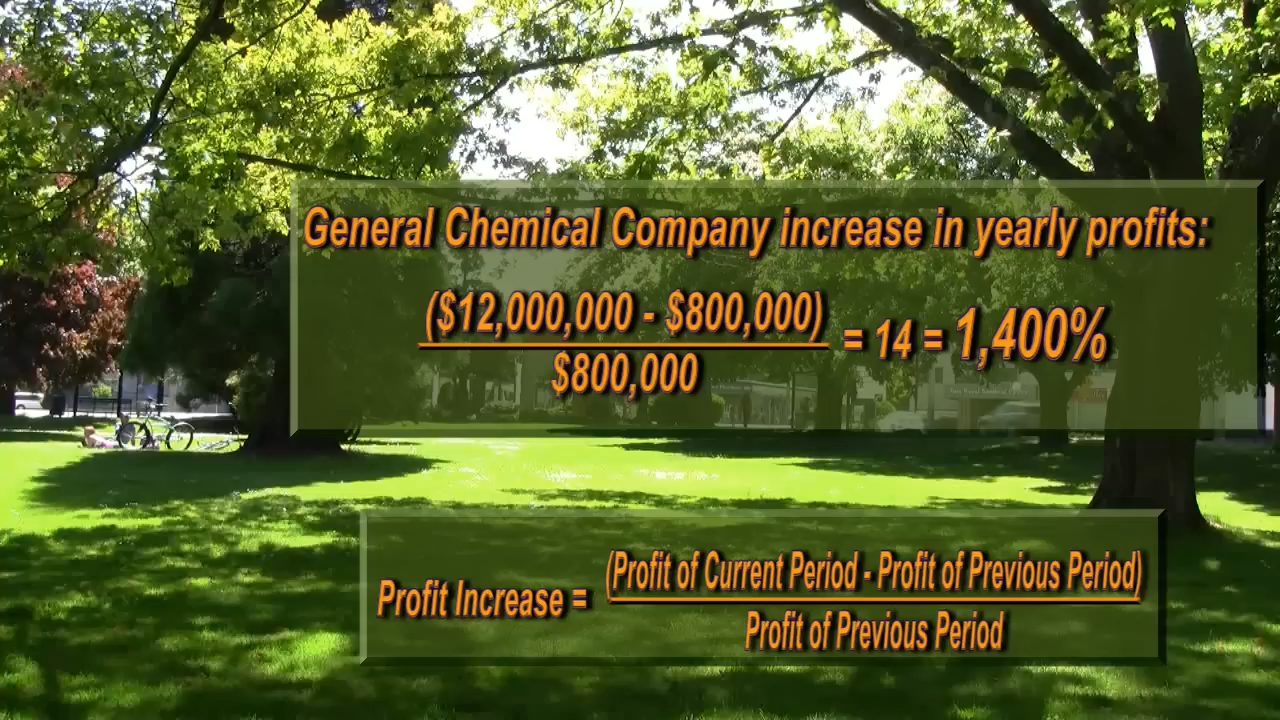 General Chemical Company increase in yearly profits:
($12,000,000 - $800,000)
= 14 = 1,400%
$800,000
(Profit of Current Period - Profit of Previous Period)
Profit Increase =
Profit of Previous Period